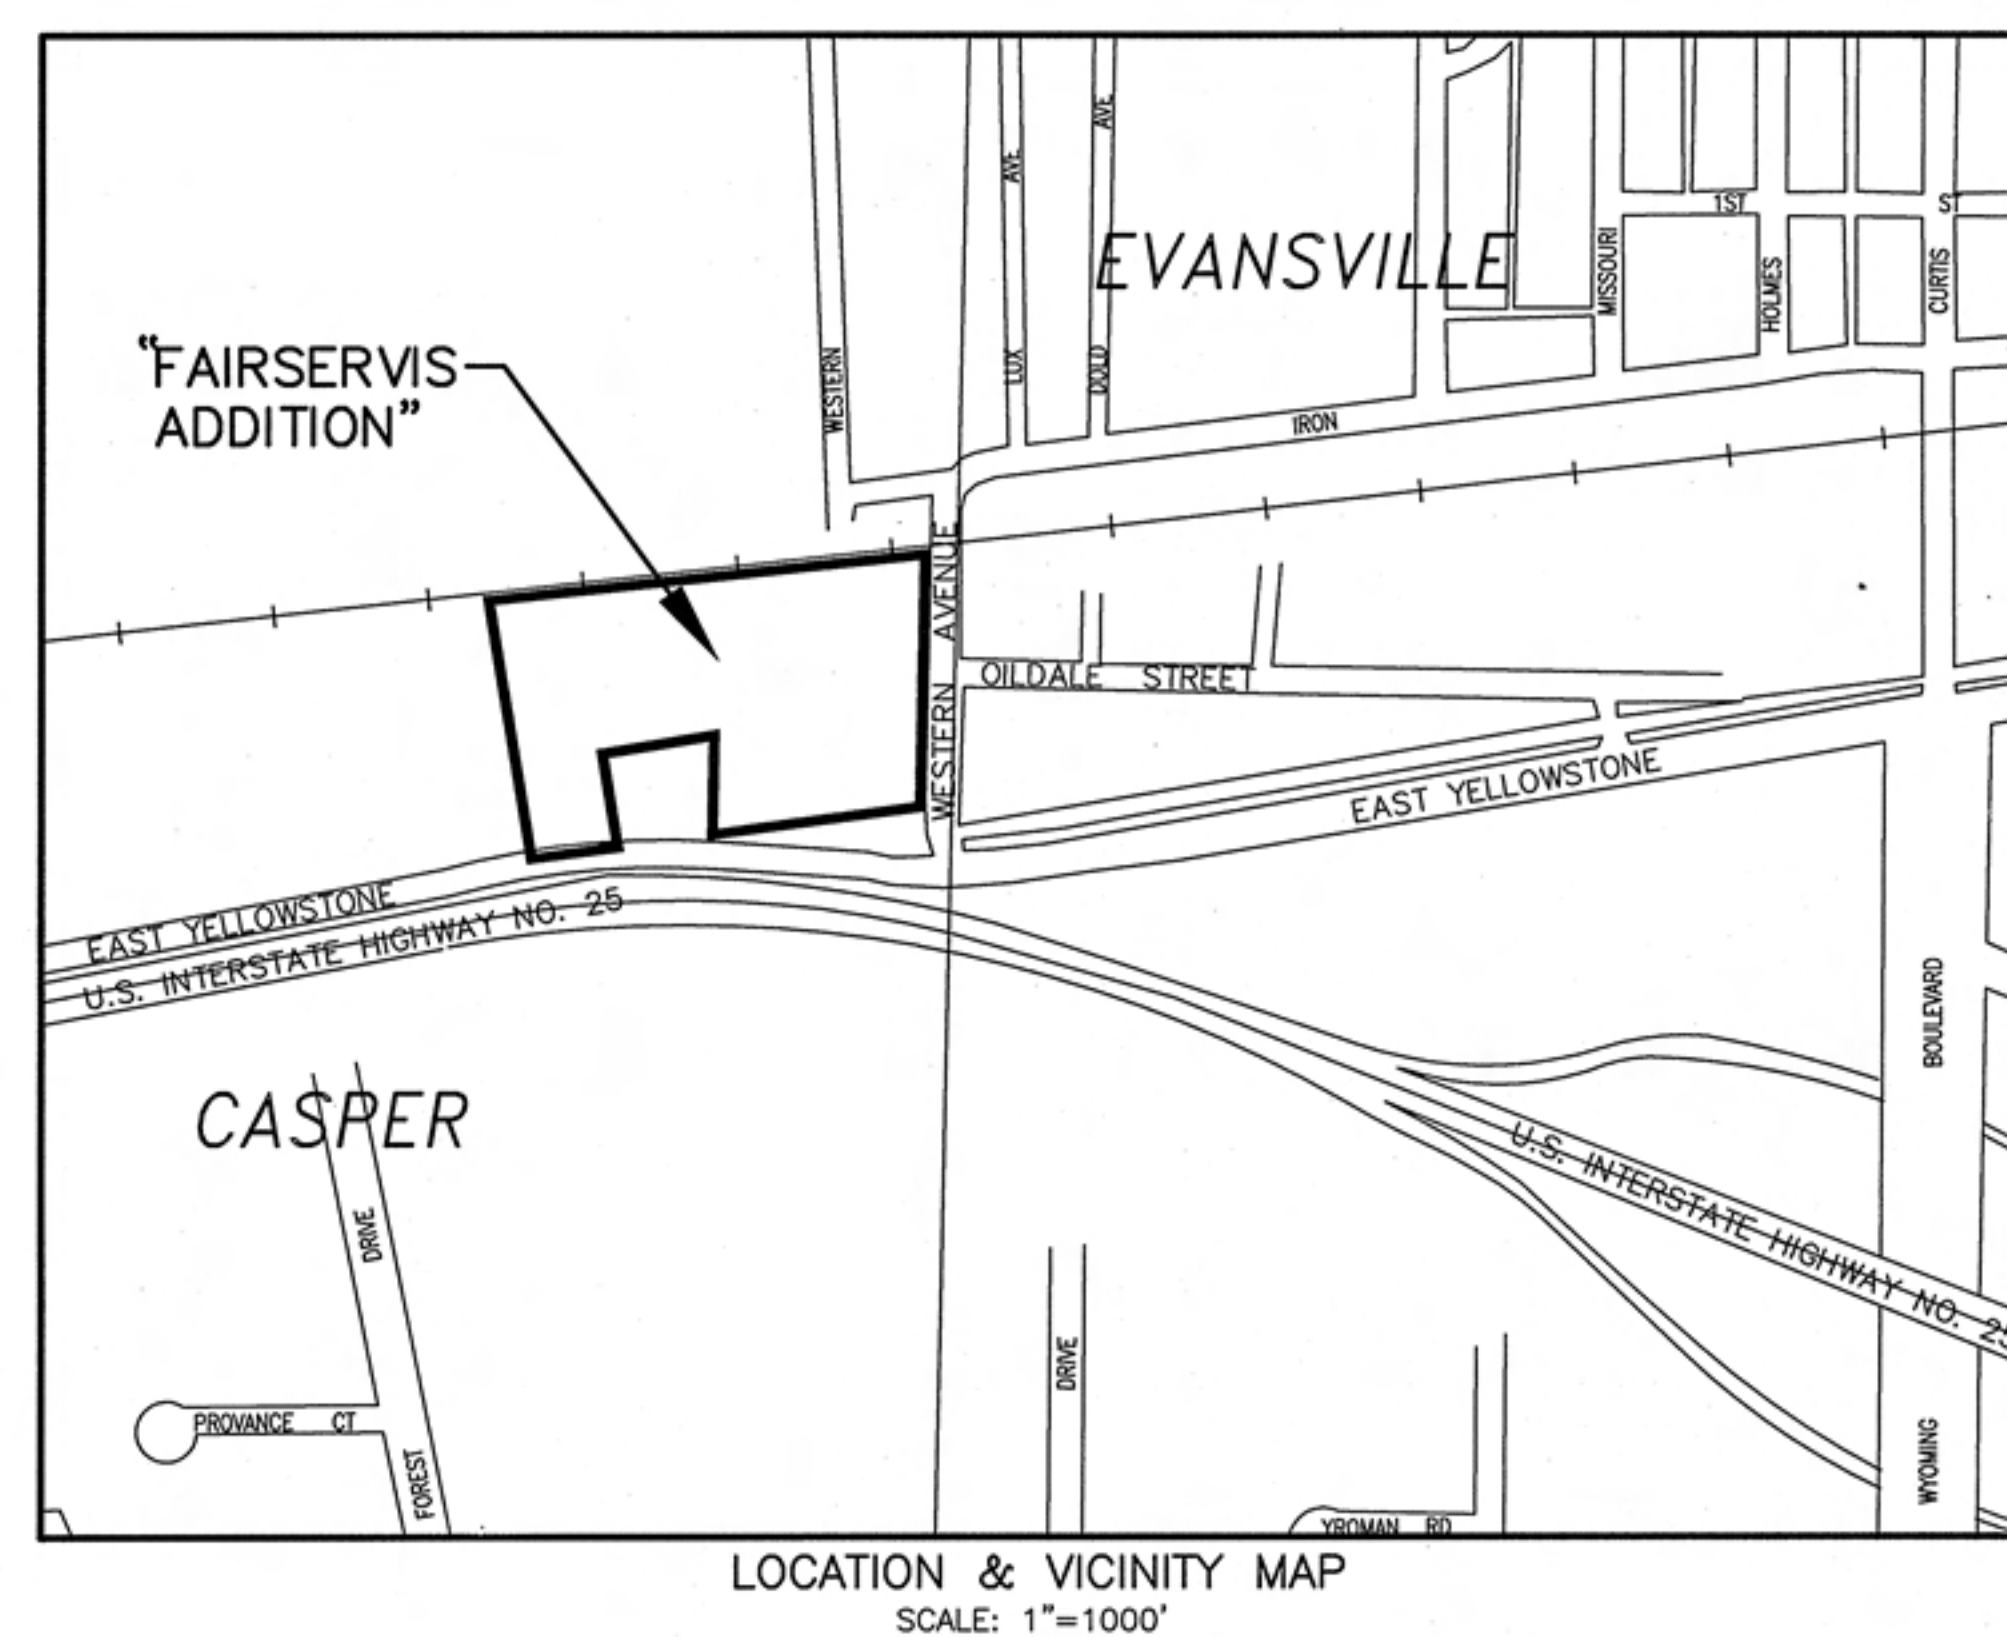 AVE
AVE
1ST ST
EVANSVILLE
MISSOURI
HOLMES
CURTIS
“FAIRSERVIS
ADDITION”
WESTERN
LUX
DOLD
IRON
WESTERN AVENUE
OILDALE STREET
EAST YELLOWSTONE
EAST YELLOWSTONE
U.S. INTERSTATE HIGHWAY NO. 25
BOULEVARD
CASPER
U.S. INTERSTATE HIGHWAY NO. 25
DRIVE
DRIVE
PROVANCE CT
FOREST
WYOMING
YROMAN RD
LOCATION & VICINITY MAP
SCALE: 1”=1000’